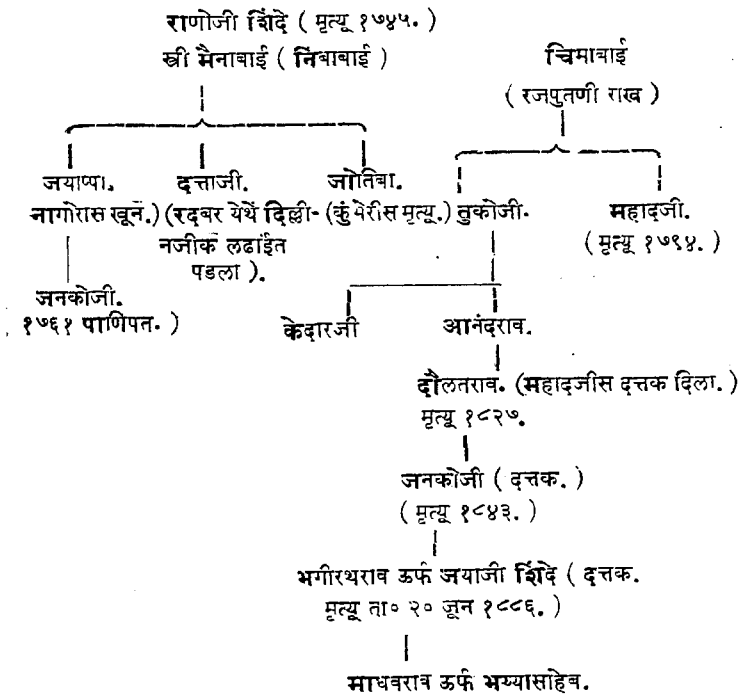 राणोजी शिंदे ( मृत्यू १७४५. )
स्त्री मैनाबाई ( निंबाबाई )
चिमाबाई
( रजपुतणी राख )
जयाप्पा. दत्ताजी. जोतिबा.
नागोरास खून.) (रदबर येथें दिल्ली- (कुंभेरीस मृत्यू.) तुकोजी. महादजी.
नजीक लढाईत ( मृत्यू १७९४. )
पडला ).
जनकोजी.
१७६१ पाणिपत. ) केदारजी आनंदराव.
दौलतराव. (महादजीस दत्तक दिला. )
मृत्यू १८२७.
जनकोजी ( दत्तक. )
( मृत्यू १८४३. )
भगीरथराव ऊर्फ जयाजी शिंदे ( दत्तक.
मृत्यू ता० २० जून १८८६. )
माधवराव ऊर्फ भय्यासाहेब.